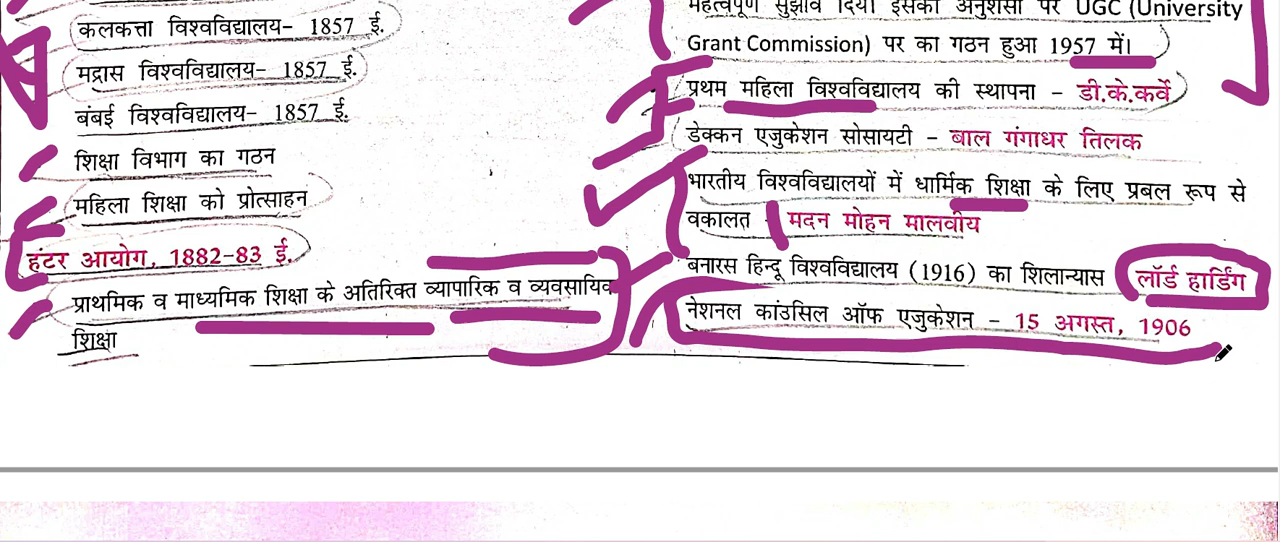 कलकत्ता विश्वविद्यालय- 1857 ई.
मद्रास विश्वविद्यालय- 1857 ई.
बंबई विश्वविद्यालय- 1857 ई.
शिक्षा विभाग का गठन
महिला शिक्षा को प्रोत्साहन
हंटर आयोग, 1882-83 ई.
प्राथमिक व माध्यमिक शिक्षा के अतिरिक्त व्यापारिक व व्यवसायिक
शिक्षा
महत्वपूर्ण सुझाव दिया इसकी अनुशंसा पर UGC (University
Grant Commission) पर का गठन हुआ 1957 में।
प्रथम महिला विश्वविद्यालय की स्थापना - डी.के.कर्वे
डेक्कन एजुकेशन सोसायटी - बाल गंगाधर तिलक
भारतीय विश्वविद्यालयों में धार्मिक शिक्षा के लिए प्रबल रूप से
वकालत - मदन मोहन मालवीय
बनारस हिन्दू विश्वविद्यालय (1916) का शिलान्यास लॉर्ड हार्डिंग
नेशनल कांउसिल ऑफ एजुकेशन - 15 अगस्त, 1906